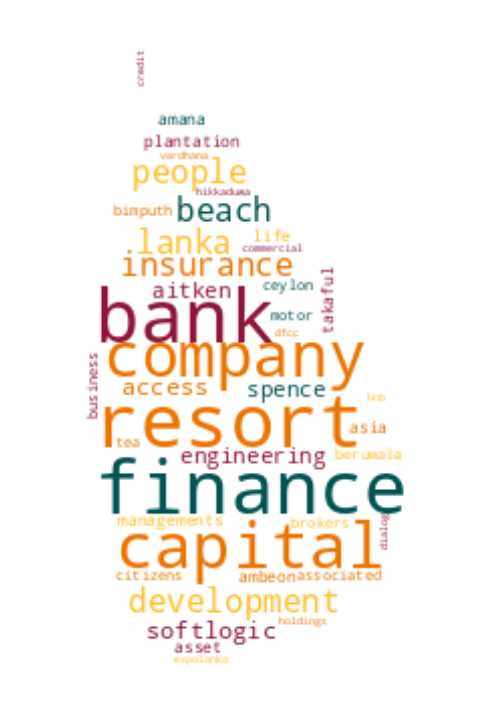 credit
amana
plantation
vardhana
people
hikkaduwa
bimputh beach
lanka life
commercial
insurance
aitken ceylon takaful
bank motor
dfcc
company
business access spence hnb
resort asia
tea
engineering beruwala
finance
managements brokers dialog
capital
citizens ambeon associated
development
holdings
softlogic
asset
expolanka